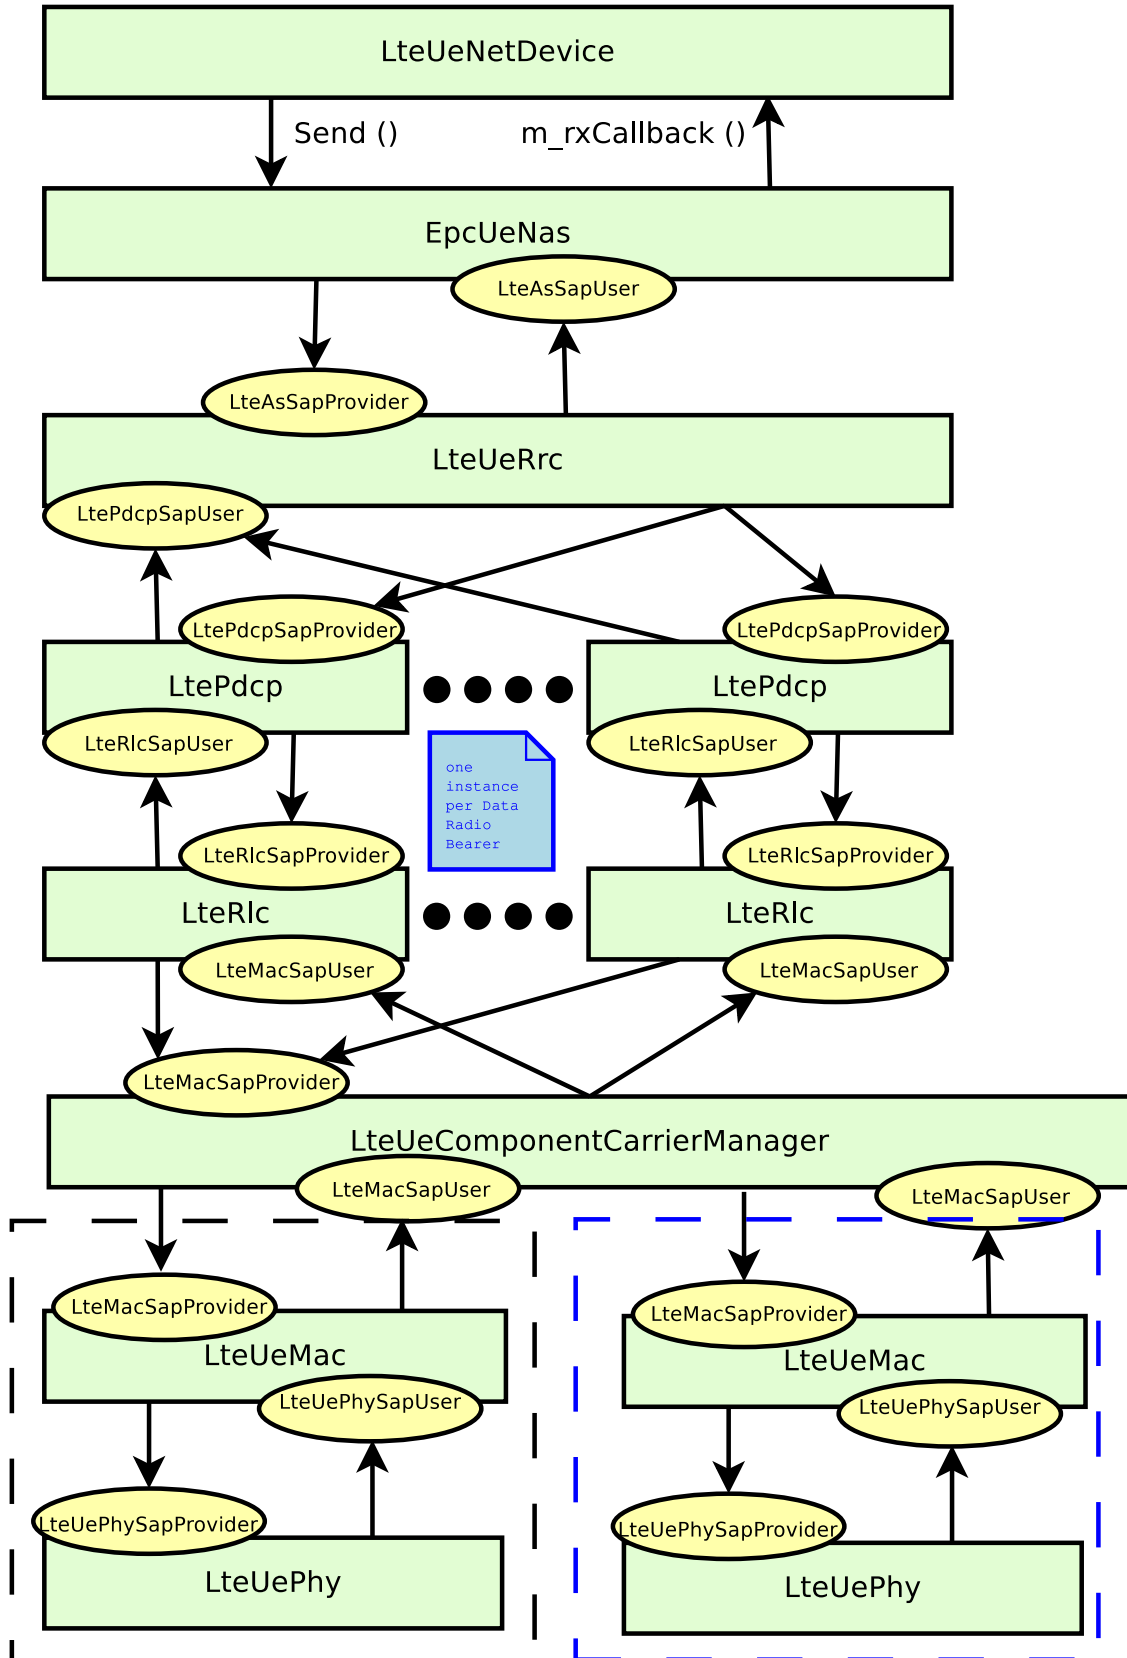 LteUeNetDevice
Send ()
m_rxCallback ()
EpcUeNas
LteAsSapUser
LteAsSapProvider
LteUeRrc
LtePdcpSapUser
LtePdcpSapProvider
LtePdcpSapProvider
LtePdcp
LtePdcp
LteRlcSapUser
LteRlcSapUser
one
instance
per Data
Radio
Bearer
LteRlcSapProvider
LteRlcSapProvider
LteRlc
LteRlc
LteMacSapUser
LteMacSapUser
LteMacSapProvider
LteUeComponentCarrierManager
LteMacSapUser
LteMacSapUser
LteMacSapProvider
LteMacSapProvider
LteUeMac
LteUeMac
LteUePhySapUser
LteUePhySapUser
LteUePhySapProvider
LteUePhySapProvider
LteUePhy
LteUePhy